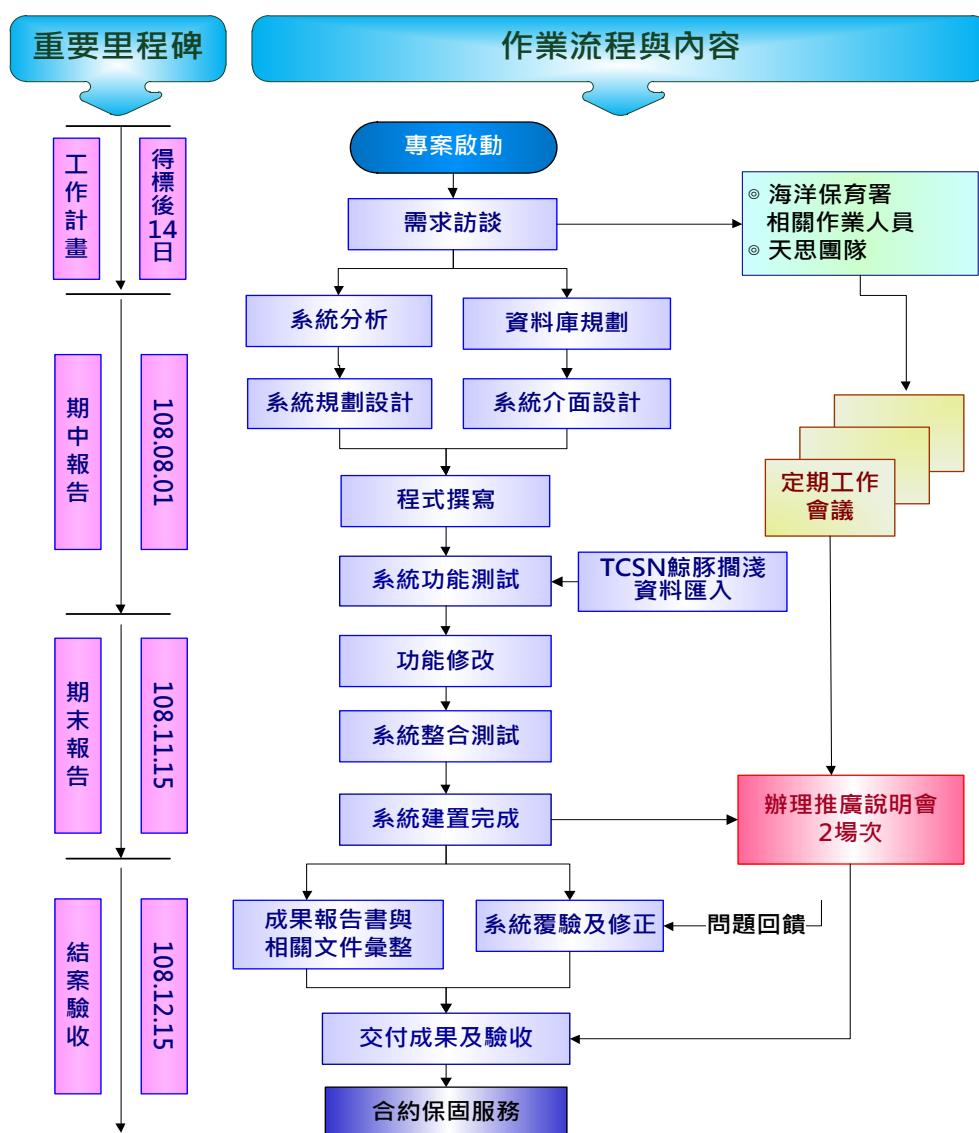 重要里程碑
作業流程與內容
工作計畫
得標後14日
期中報告
108.08.01
期末報告
108.11.15
結案驗收
108.12.15
專案啟動
需求訪談
◎ 海洋保育署
相關作業人員
◎ 天思團隊
系統分析
資料庫規劃
系統規劃設計
系統介面設計
定期工作
會議
程式撰寫
系統功能測試
TCSN鯨豚擱淺
資料匯入
功能修改
系統整合測試
系統建置完成
辦理推廣說明會
2場次
成果報告書與
相關文件彙整
系統覆驗及修正
問題回饋
交付成果及驗收
合約保固服務